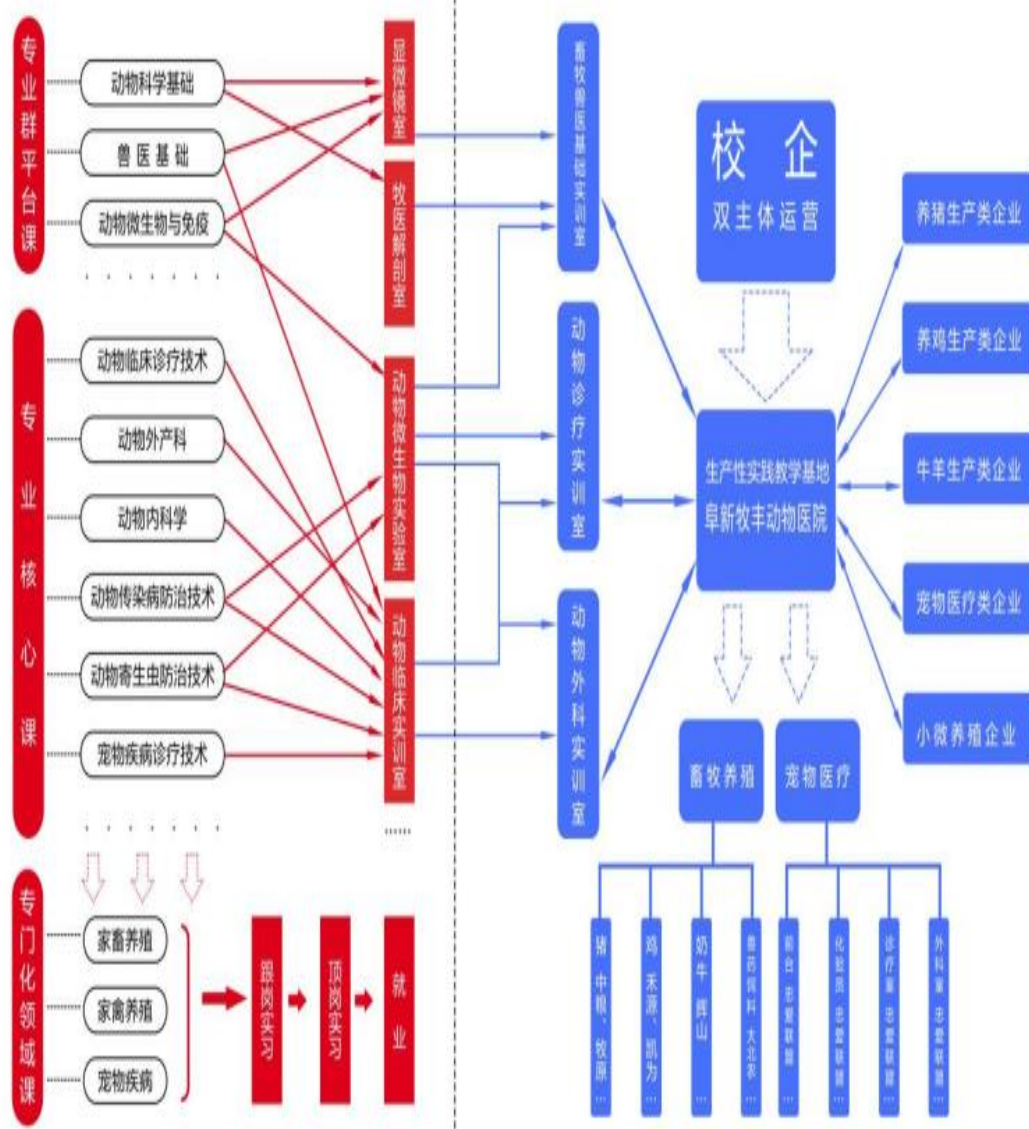 专业群平台课
动物科学基础
兽医基础
动物微生物与免疫
· · · · · · ·
专业核心课
动物临床诊疗技术
动物外产科
动物内科学
动物传染病防治技术
动物寄生虫防治技术
宠物疾病诊疗技术
· · · · · · ·
专门化领域课
家畜养殖
家禽养殖
宠物疾病
跟岗实习
顶岗实习
就业
显微镜室
牧医解剖室
动物微生物实验室
动物临床实训室
……
畜牧兽医基础实训室
动物诊疗实训室
动物外科实训室
校企
双主体运营
生产性实践教学基地
阜新牧丰动物医院
养猪生产类企业
养鸡生产类企业
牛羊生产类企业
宠物医疗类企业
小微养殖企业
畜牧养殖
宠物医疗
猪 中粮、牧原…
鸡 禾源、凯为…
奶牛 辉山…
兽药饲料 大北农…
前台 忠爱联盟…
化验员 忠爱联盟…
诊疗室 忠爱联盟…
外科室 忠爱联盟…